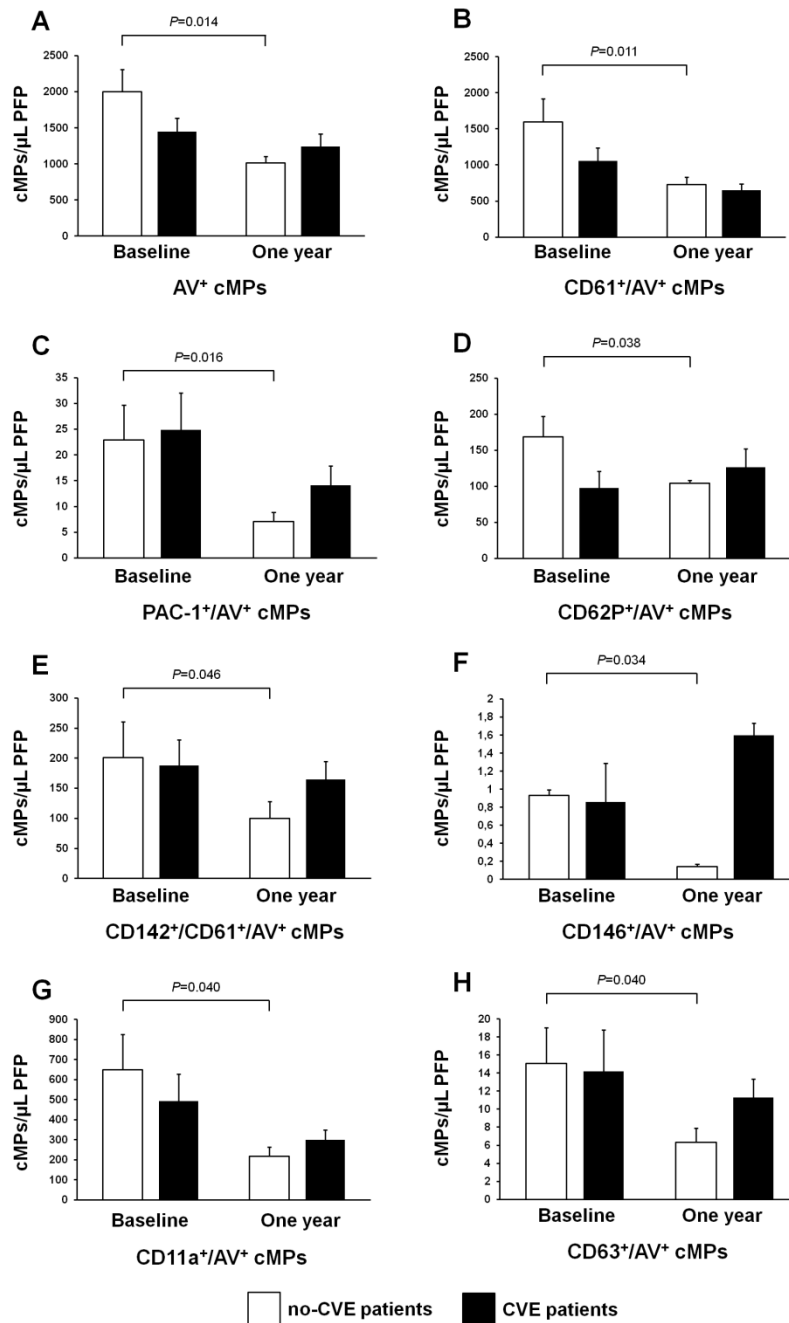 A
P=0.014
cMPs/µL PFP
2500
2000
1500
1000
500
0
Baseline One year
AV⁺ cMPs
B
P=0.011
cMPs/µL PFP
2500
2000
1500
1000
500
0
Baseline One year
CD61⁺/AV⁺ cMPs
C
P=0.016
cMPs/µL PFP
35
30
25
20
15
10
5
0
Baseline One year
PAC-1⁺/AV⁺ cMPs
D
P=0.038
cMPs/µL PFP
250
200
150
100
50
0
Baseline One year
CD62P⁺/AV⁺ cMPs
E
P=0.046
cMPs/µL PFP
300
250
200
150
100
50
0
Baseline One year
CD142⁺/CD61⁺/AV⁺ cMPs
F
P=0.034
cMPs/µL PFP
2
1,8
1,6
1,4
1,2
1
0,8
0,6
0,4
0,2
0
Baseline One year
CD146⁺/AV⁺ cMPs
G
P=0.040
cMPs/µL PFP
900
800
700
600
500
400
300
200
100
0
Baseline One year
CD11a⁺/AV⁺ cMPs
H
P=0.040
cMPs/µL PFP
20
18
16
14
12
10
8
6
4
2
0
Baseline One year
CD63⁺/AV⁺ cMPs
no-CVE patients CVE patients